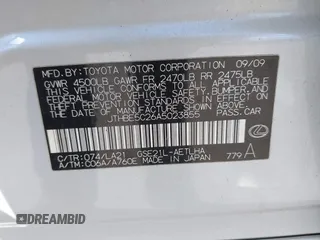 MFD.BY:TOYOTA MOTOR CORPORATION 09/09
GVWR 4500LB GAWR FR 2470LB RR 2475LB
THIS VEHICLE CONFORMS TO ALL APPLICABLE
FEDERAL MOTOR VEHICLE SAFETY, BUMPER, AND
THEFT PREVENTION STANDARDS IN EFFECT ON
THE DATE OF MANUFACTURE SHOWN ABOVE.
JTHBE5C26A5023855 PASS. CAR
C/TR:074/LA21 GSE21L-AETLHA
A/TM:C06A/A760E MADE IN JAPAN 779 A
DREAMBID